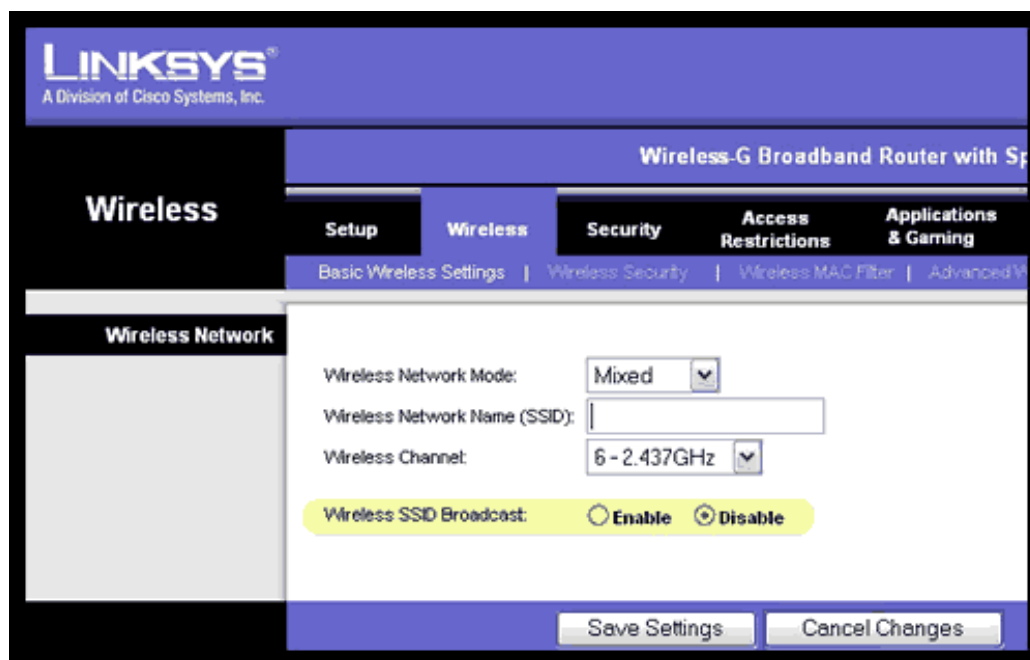 LINKSYS®
A Division of Cisco Systems, Inc.
Wireless-G Broadband Router with
Wireless
Setup Wireless Security Access Restrictions Applications & Gaming
Basic Wireless Settings | Wireless Security | Wireless MAC Filter | Advanced
Wireless Network
Wireless Network Mode: Mixed
Wireless Network Name (SSID):
Wireless Channel: 6 - 2.437GHz
Wireless SSID Broadcast: Enable Disable
Save Settings Cancel Changes